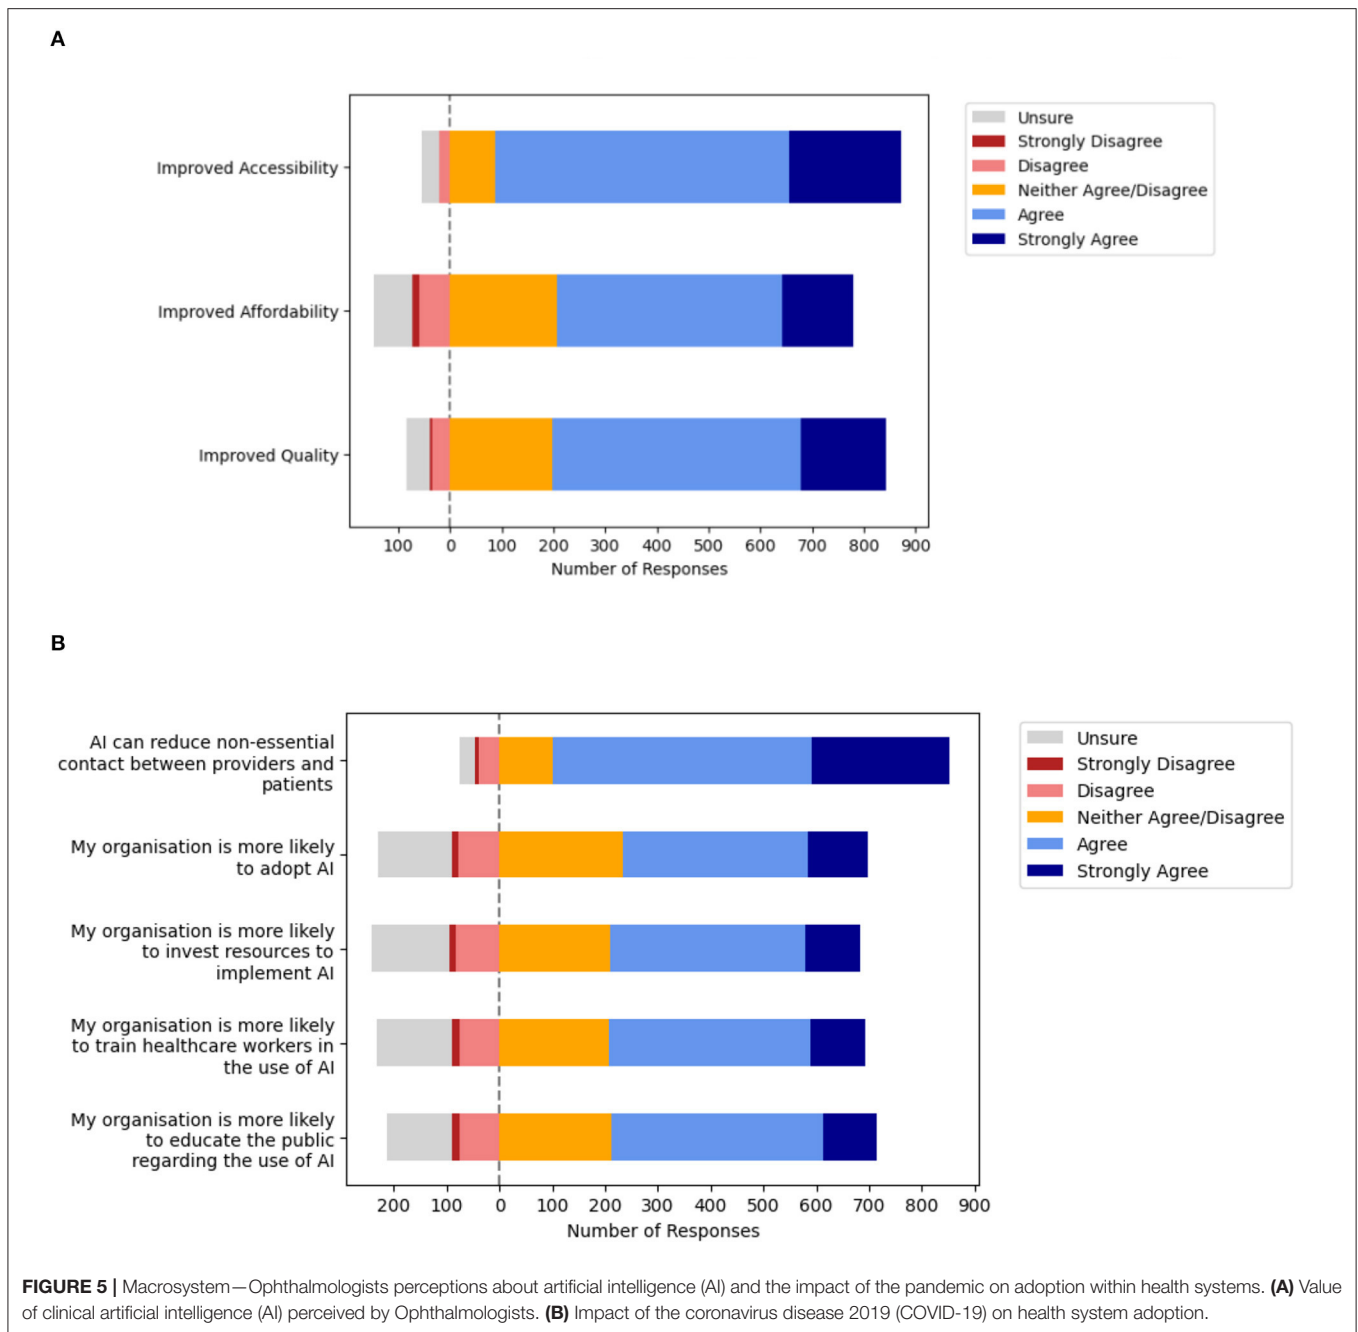 A
Improved Accessibility
Improved Affordability
Improved Quality
100 0 100 200 300 400 500 600 700 800 900
Number of Responses
Unsure
Strongly Disagree
Disagree
Neither Agree/Disagree
Agree
Strongly Agree
B
AI can reduce non-essential
contact between providers and
patients
My organisation is more likely
to adopt AI
My organisation is more likely
to invest resources to
implement AI
My organisation is more likely
to train healthcare workers in
the use of AI
My organisation is more likely
to educate the public
regarding the use of AI
200 100 0 100 200 300 400 500 600 700 800 900
Number of Responses
Unsure
Strongly Disagree
Disagree
Neither Agree/Disagree
Agree
Strongly Agree
FIGURE 5 | Macrosystem—Ophthalmologists perceptions about artificial intelligence (AI) and the impact of the pandemic on adoption within health systems. (A) Value
of clinical artificial intelligence (AI) perceived by Ophthalmologists. (B) Impact of the coronavirus disease 2019 (COVID-19) on health system adoption.